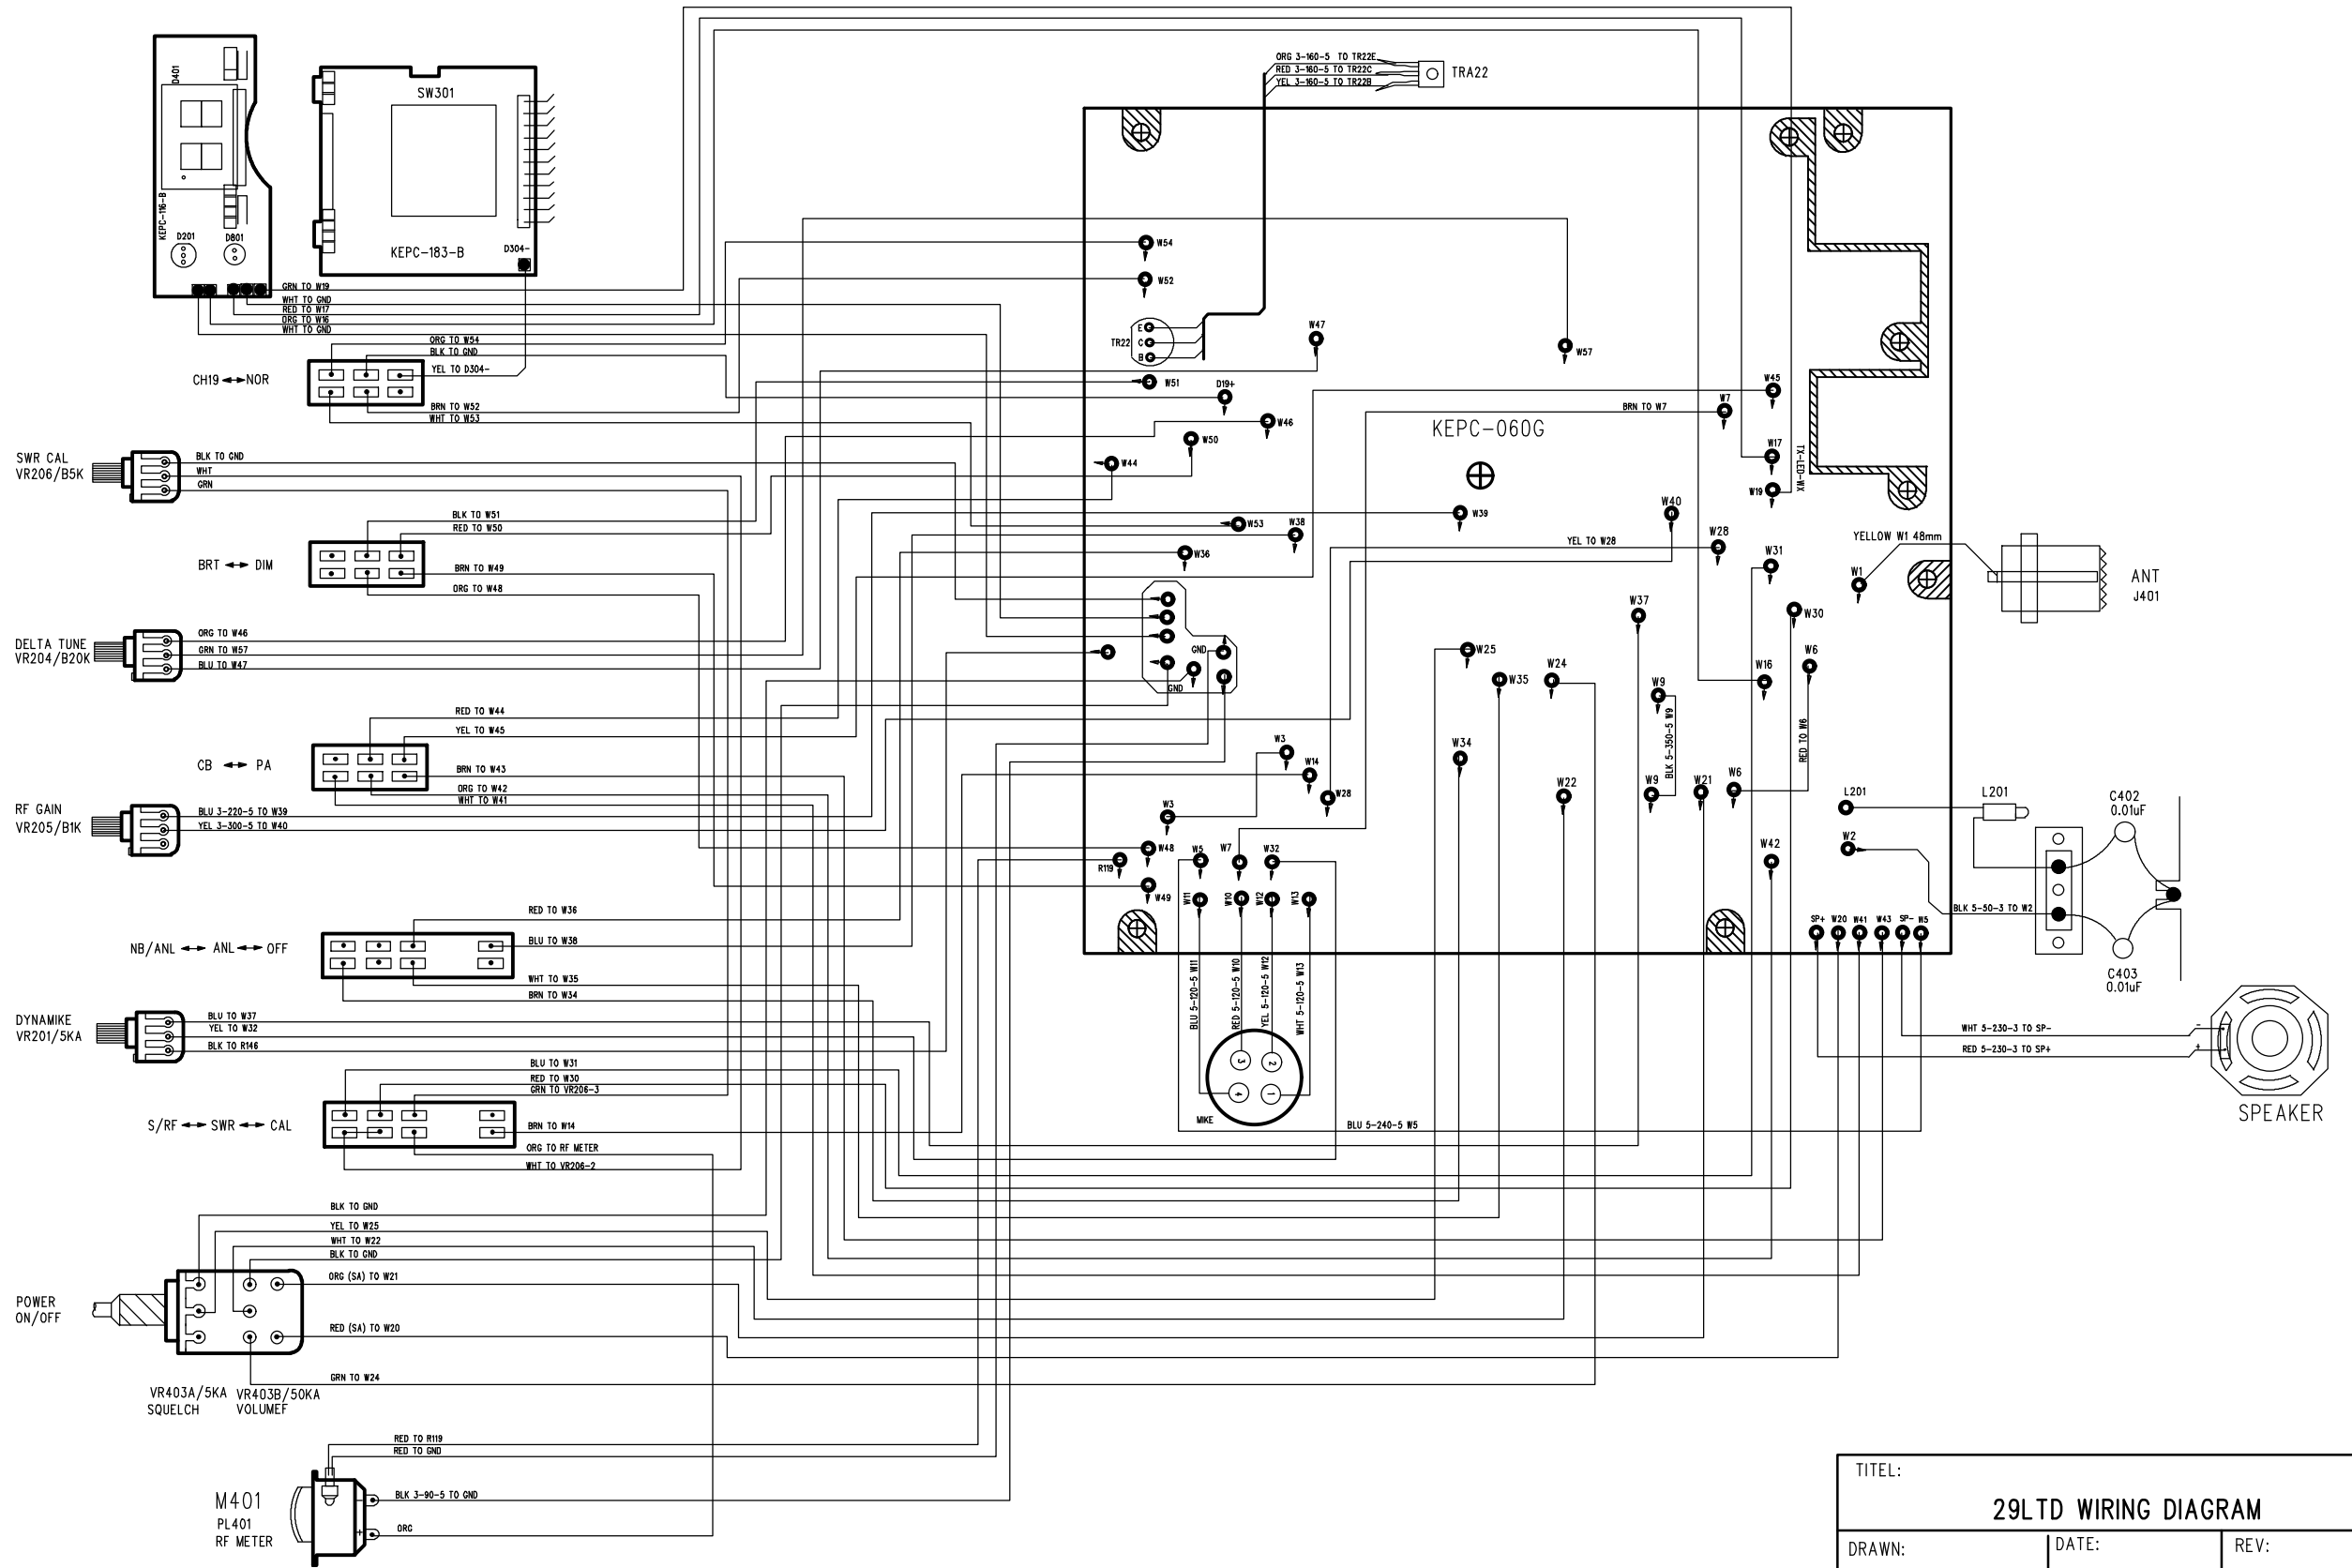 ORG 3-160-5 TO TR22E
RED 3-160-5 TO TR22C
YEL 3-160-5 TO TR22B
TRA22
D401
KEPC-116-B
D201
D801
SW301
KEPC-183-B
D304-
GRN TO W19
WHT TO GND
RED TO W17
ORG TO W16
WHT TO GND
ORG TO W54
BLK TO GND
YEL TO D304-
CH19 NOR
BRN TO W52
WHT TO W53
SWR CAL
VR206/B5K
BLK TO GND
WHT
GRN
BLK TO W51
RED TO W50
BRT DIM
BRN TO W49
ORG TO W48
DELTA TUNE
VR204/B20K
ORG TO W46
GRN TO W57
BLU TO W47
RED TO W44
YEL TO W45
CB PA
BRN TO W43
ORG TO W42
WHT TO W41
RF GAIN
VR205/B1K
BLU 3-220-5 TO W39
YEL 3-300-5 TO W40
RED TO W36
NB/ANL ANL OFF
BLU TO W38
WHT TO W35
BRN TO W34
DYNAMIKE
VR201/5KA
BLU TO W37
YEL TO W32
BLK TO R146
BLU TO W31
RED TO W30
GRN TO VR206-3
S/RF SWR CAL
BRN TO W14
ORG TO RF METER
WHT TO VR206-2
BLK TO GND
YEL TO W25
WHT TO W22
BLK TO GND
ORG (SA) TO W21
POWER
ON/OFF
RED (SA) TO W20
GRN TO W24
VR403A/5KA
SQUELCH
VR403B/50KA
VOLUMEF
RED TO R119
RED TO GND
M401
PL401
RF METER
BLK 3-90-5 TO GND
+
ORG
W54
W52
TR22
E
C
B
W47
W57
W51
D19+
W46
W50
W44
W45
W7
BRN TO W7
KEPC-060G
W17
TX-LED-WX
W19
W53
W38
W39
W40
W36
YEL TO W28
W28
W31
YELLOW W1 48mm
W1
ANT
J401
W37
W30
GND
GND
W25
W35
W24
W9
W16
W6
BLK 5-350-5 W9
RED TO W6
W3
W14
W34
W28
W22
W9
W21
W6
W3
L201
L201
C402
0.01uF
W2
W42
W48
R119
W5
W7
W32
W49
W11
W10
W12
W13
BLK 5-50-3 TO W2
SP+ W20 W41 W43 SP- W5
C403
0.01uF
BLU 5-120-5 W11
RED 5-120-5 W10
YEL 5-120-5 W12
WHT 5-120-5 W13
3
2
4
1
MIKE
BLU 5-240-5 W5
WHT 5-230-3 TO SP-
-
RED 5-230-3 TO SP+
+
SPEAKER
TITEL:
29LTD WIRING DIAGRAM
DRAWN:
DATE:
REV: